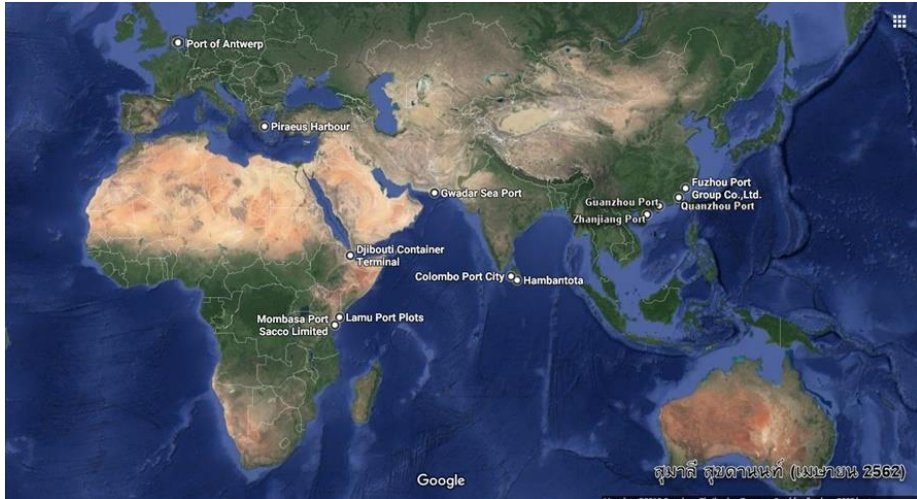 Port of Antwerp
Piraeus Harbour
Gwadar Sea Port
Fuzhou Port
Group Co.,Ltd.
Guanzhou Port
Quanzhou Port
Zhanjiang Port
Djibouti Container
Terminal
Colombo Port City
Hambantota
Mombasa Port
Sacco Limited
Lamu Port Plots
Google
สุมาลี สุขดานนท์ (เมษายน 2562)